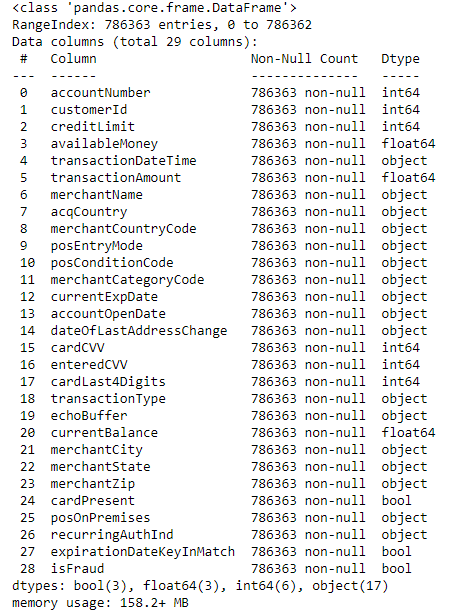 <class 'pandas.core.frame.DataFrame'>
RangeIndex: 786363 entries, 0 to 786362
Data columns (total 29 columns):
 #   Column                    Non-Null Count   Dtype
---  ------                    --------------   -----
 0   accountNumber             786363 non-null  int64
 1   customerId                786363 non-null  int64
 2   creditLimit               786363 non-null  int64
 3   availableMoney            786363 non-null  float64
 4   transactionDateTime       786363 non-null  object
 5   transactionAmount         786363 non-null  float64
 6   merchantName              786363 non-null  object
 7   acqCountry                786363 non-null  object
 8   merchantCountryCode       786363 non-null  object
 9   posEntryMode              786363 non-null  object
 10  posConditionCode          786363 non-null  object
 11  merchantCategoryCode      786363 non-null  object
 12  currentExpDate            786363 non-null  object
 13  accountOpenDate           786363 non-null  object
 14  dateOfLastAddressChange   786363 non-null  object
 15  cardCVV                   786363 non-null  int64
 16  enteredCVV                786363 non-null  int64
 17  cardLast4Digits           786363 non-null  int64
 18  transactionType           786363 non-null  object
 19  echoBuffer                786363 non-null  object
 20  currentBalance            786363 non-null  float64
 21  merchantCity              786363 non-null  object
 22  merchantState             786363 non-null  object
 23  merchantZip               786363 non-null  object
 24  cardPresent               786363 non-null  bool
 25  posOnPremises             786363 non-null  object
 26  recurringAuthInd          786363 non-null  object
 27  expirationDateKeyInMatch  786363 non-null  bool
 28  isFraud                   786363 non-null  bool
dtypes: bool(3), float64(3), int64(6), object(17)
memory usage: 158.2+ MB